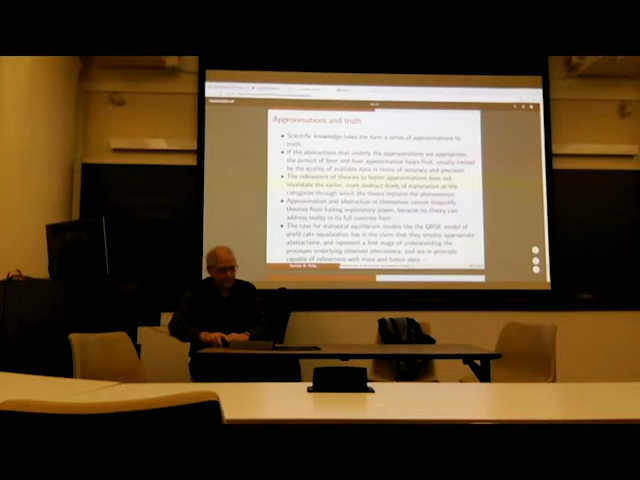 Approximations and truth
Scientific knowledge takes the form a series of approximations to
truth.
If the abstractions that underly the approximations are appropriate,
the pursuit of finer and finer approximation bears fruit, usually limited
by the quality of available data in terms of accuracy and precision.
The refinement of theories to better approximations does not
invalidate the earlier, more abstract levels of explanation or the
categories through which the theory explains the phenomenon.
Approximation and abstraction in themselves cannot disqualify
theories from having explanatory power, because no theory can
address reality in its full concrete form.
The case for statistical equilibrium models like the QRSE model of
profit rate equalization lies in the claim that they employ appropriate
abstractions, and represent a first stage of understanding the
processes underlying observed phenomena, and are in principle
capable of refinement with more and better data.